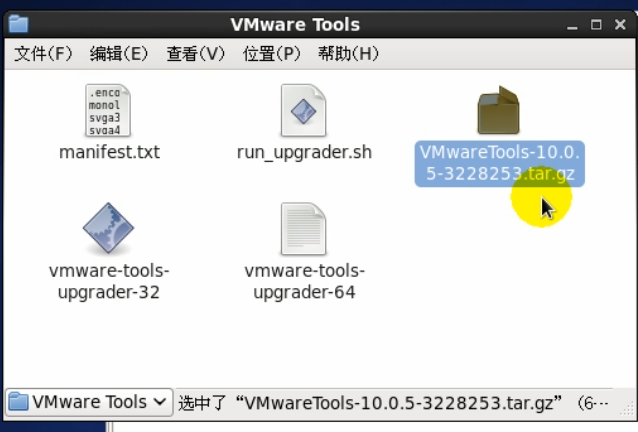 VMware Tools
文件(F) 编辑(E) 查看(V) 位置(P) 帮助(H)
.enco
monol
svga3
svga4
manifest.txt
run_upgrader.sh
VMwareTools-10.0.
5-3228253.tar.gz
vmware-tools-
upgrader-32
vmware-tools-
upgrader-64
VMware Tools 选中了“VMwareTools-10.0.5-3228253.tar.gz” (6…